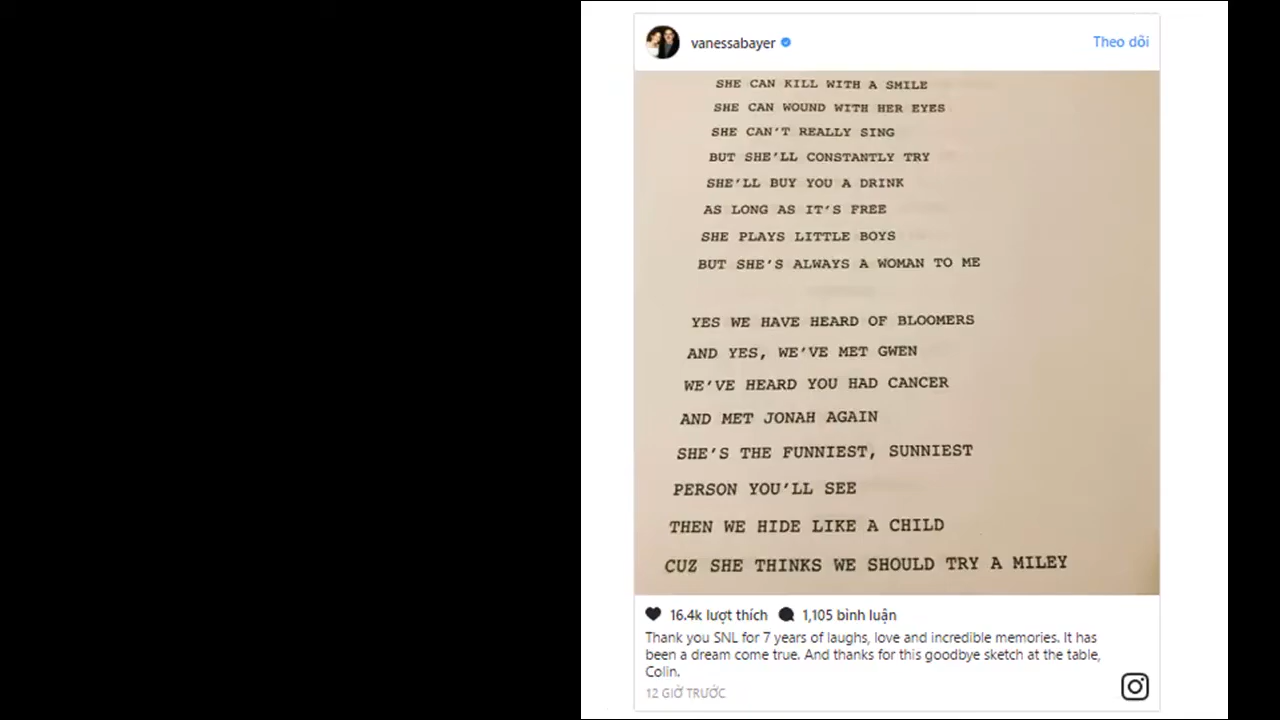 vanessabayer
Theo dõi
SHE CAN KILL WITH A SMILE
SHE CAN WOUND WITH HER EYES
SHE CAN'T REALLY SING
BUT SHE'LL CONSTANTLY TRY
SHE'LL BUY YOU A DRINK
AS LONG AS IT'S FREE
SHE PLAYS LITTLE BOYS
BUT SHE'S ALWAYS A WOMAN TO ME
YES WE HAVE HEARD OF BLOOMERS
AND YES, WE'VE MET GWEN
WE'VE HEARD YOU HAD CANCER
AND MET JONAH AGAIN
SHE'S THE FUNNIEST, SUNNIEST
PERSON YOU'LL SEE
THEN WE HIDE LIKE A CHILD
CUZ SHE THINKS WE SHOULD TRY A MILEY
16.4k lượt thích 1,105 bình luận
Thank you SNL for 7 years of laughs, love and incredible memories. It has
been a dream come true. And thanks for this goodbye sketch at the table,
Colin.
12 GIỜ TRƯỚC